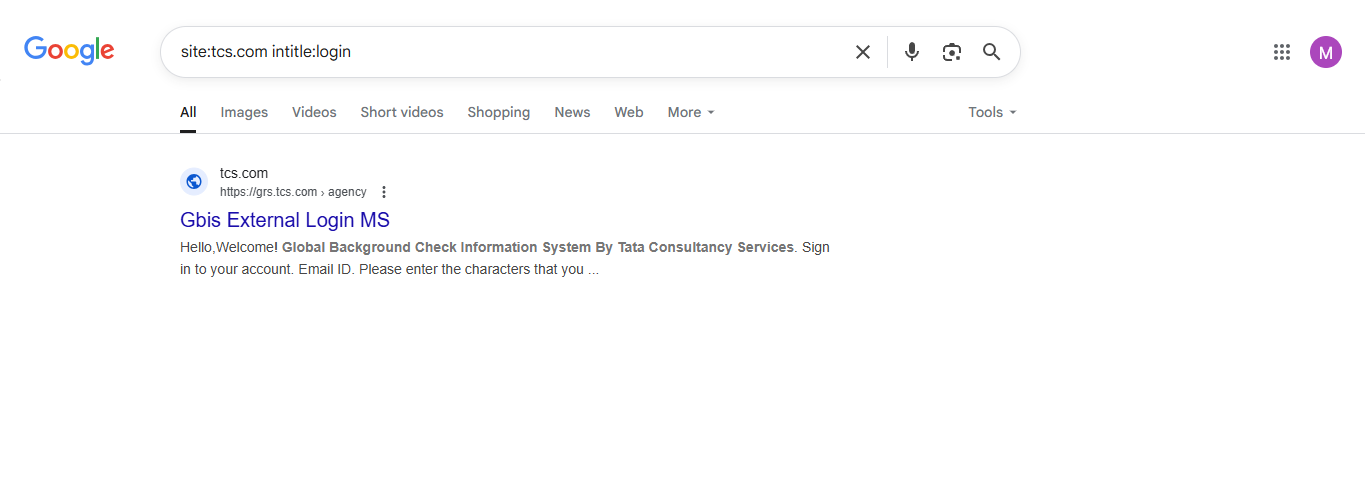 Google
site:tcs.com intitle:login
M
All Images Videos Short videos Shopping News Web More Tools
tcs.com
https://grs.tcs.com › agency
Gbis External Login MS
Hello,Welcome! Global Background Check Information System By Tata Consultancy Services. Sign
in to your account. Email ID. Please enter the characters that you ...